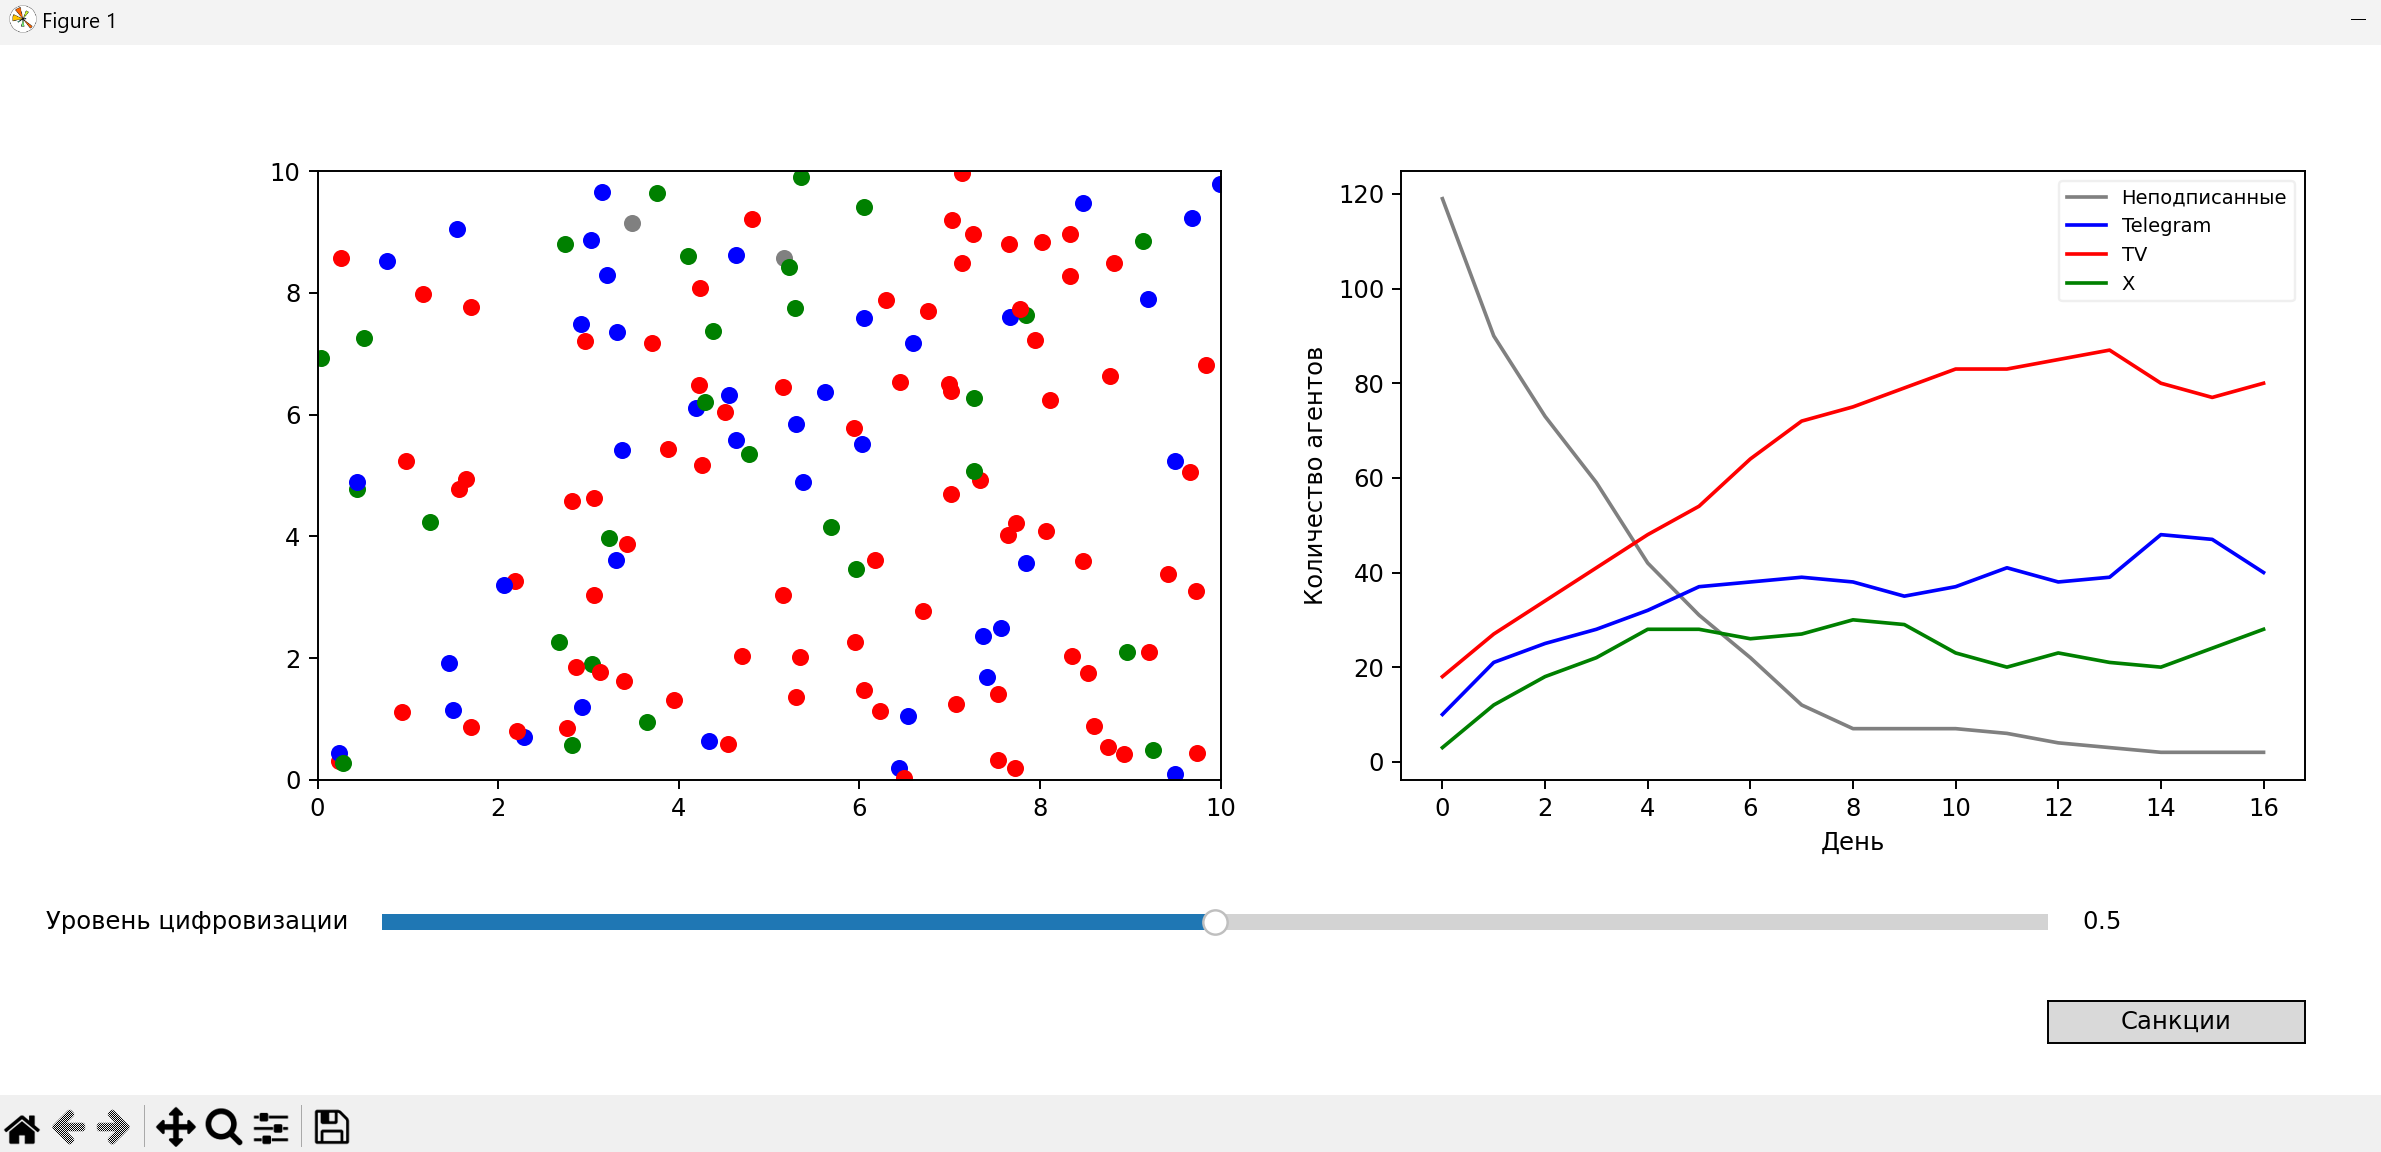 Figure 1
10
8
6
4
2
0
0 2 4 6 8 10
120
100
80
60
40
20
0
Количество агентов
0 2 4 6 8 10 12 14 16
День
Неподписанные
Telegram
TV
X
Уровень цифровизации 0.5
Санкции